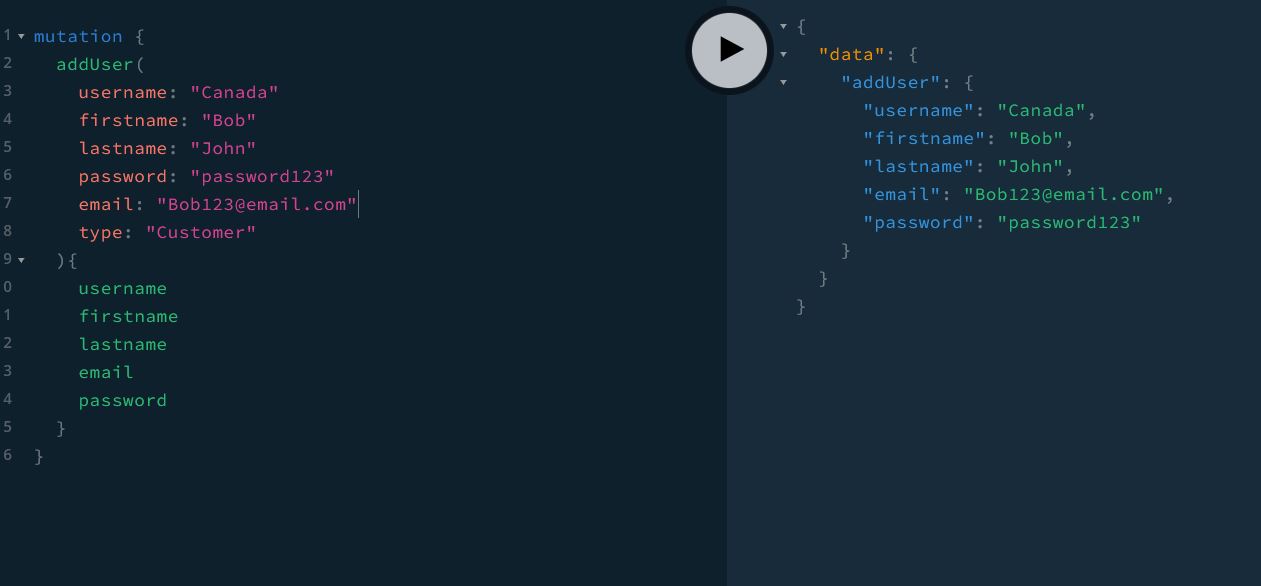 1 mutation {
2 addUser(
3 username: "Canada"
4 firstname: "Bob"
5 lastname: "John"
6 password: "password123"
7 email: "Bob123@email.com"
8 type: "Customer"
9 ){
0 username
1 firstname
2 lastname
3 email
4 password
5 }
6 }
{
"data": {
"addUser": {
"username": "Canada",
"firstname": "Bob",
"lastname": "John",
"email": "Bob123@email.com",
"password": "password123"
}
}
}